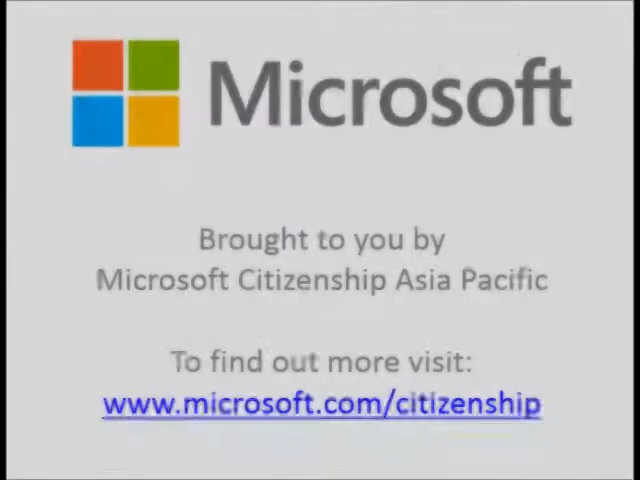 Microsoft
Brought to you by
Microsoft Citizenship Asia Pacific
To find out more visit:
www.microsoft.com/citizenship